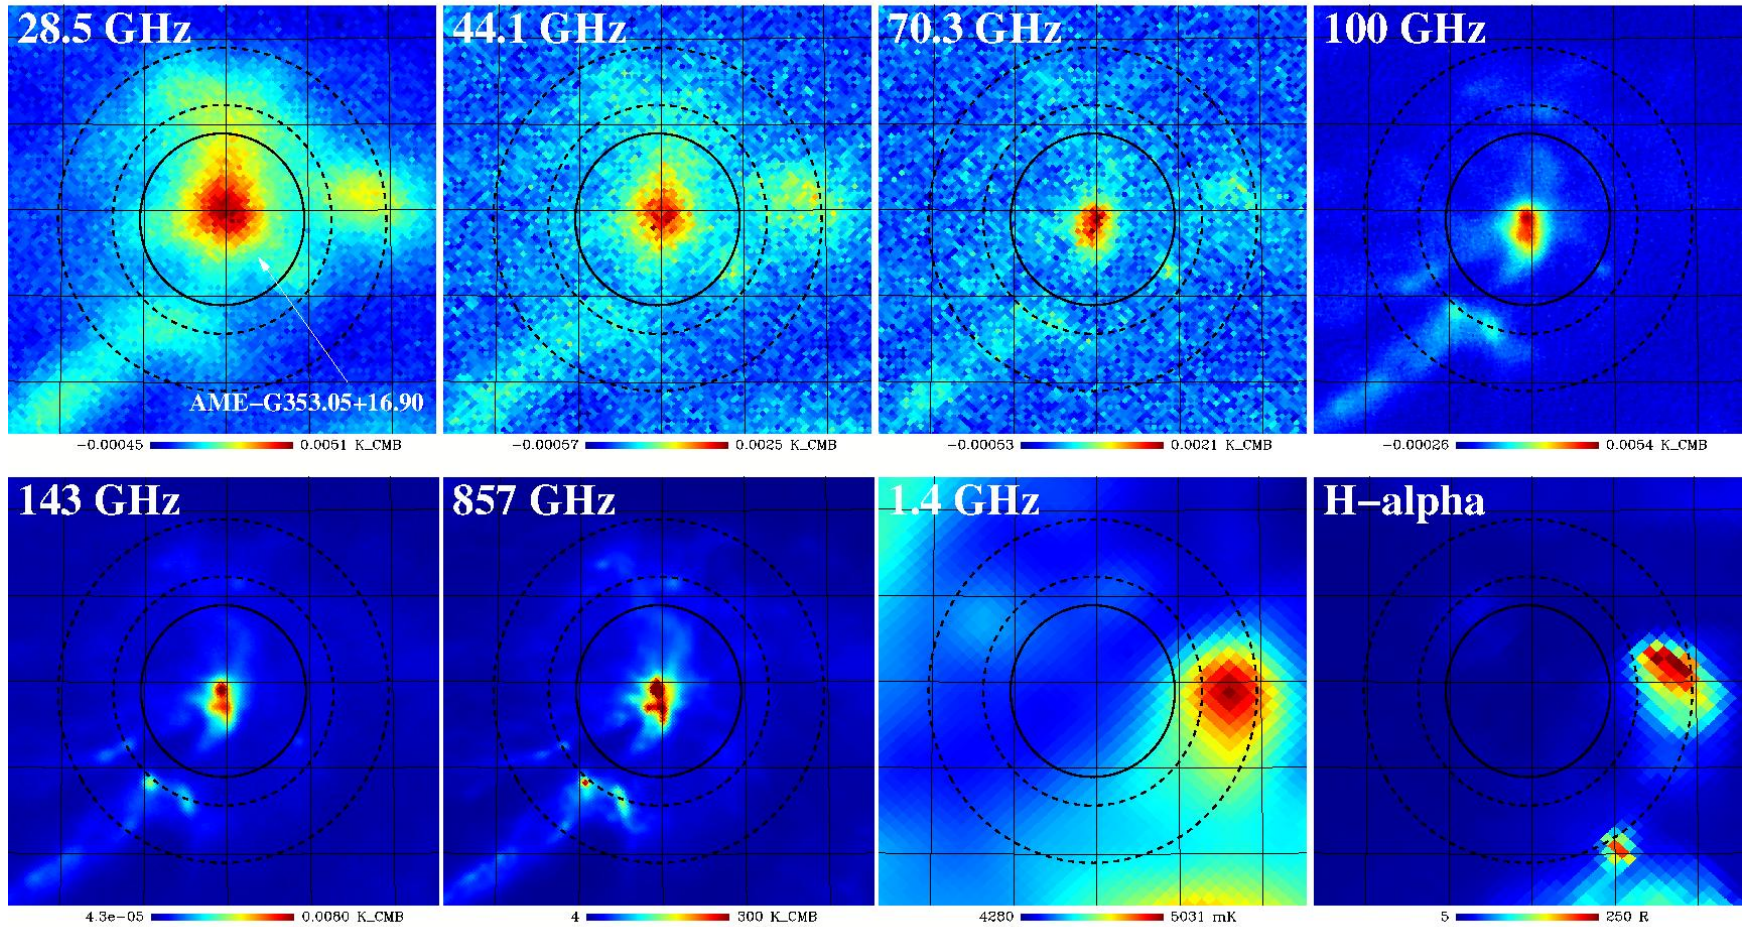 28.5 GHz
44.1 GHz
70.3 GHz
100 GHz
AME-G353.05+16.90
-0.00045 0.0051 K_CMB
-0.00057 0.0025 K_CMB
-0.00053 0.0021 K_CMB
-0.00026 0.0054 K_CMB
143 GHz
857 GHz
1.4 GHz
H-alpha
4.3e-05 0.0080 K_CMB
4 300 K_CMB
4280 5031 mK
5 250 R